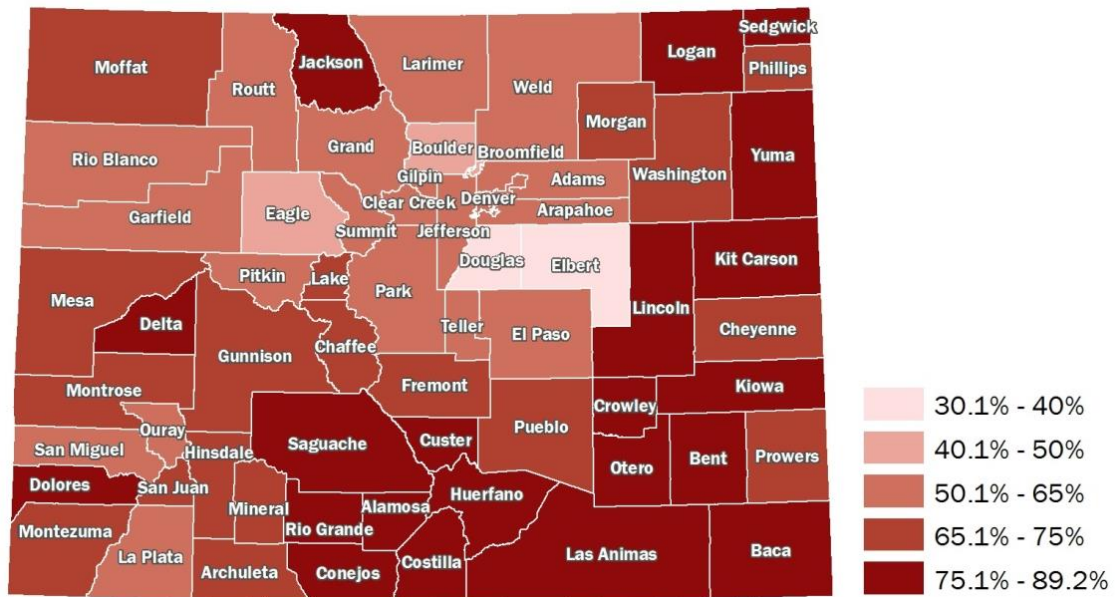 Sedgwick
Moffat
Jackson
Larimer
Logan
Phillips
Routt
Weld
Morgan
Rio Blanco
Grand
Boulder
Broomfield
Yuma
Gilpin
Washington
Adams
Garfield
Eagle
Clear Creek
Denver
Arapahoe
Summit
Jefferson
Douglas
Elbert
Kit Carson
Pitkin
Lake
Park
Mesa
Lincoln
Delta
Teller
El Paso
Cheyenne
Gunnison
Chaffee
Montrose
Fremont
Kiowa
Crowley
Ouray
Pueblo
San Miguel
Hinsdale
Saguache
Custer
Otero
Bent
Prowers
Dolores
San Juan
Huerfano
Mineral
Alamosa
Rio Grande
Montezuma
La Plata
Las Animas
Baca
Archuleta
Conejos
Costilla
30.1% - 40%
40.1% - 50%
50.1% - 65%
65.1% - 75%
75.1% - 89.2%